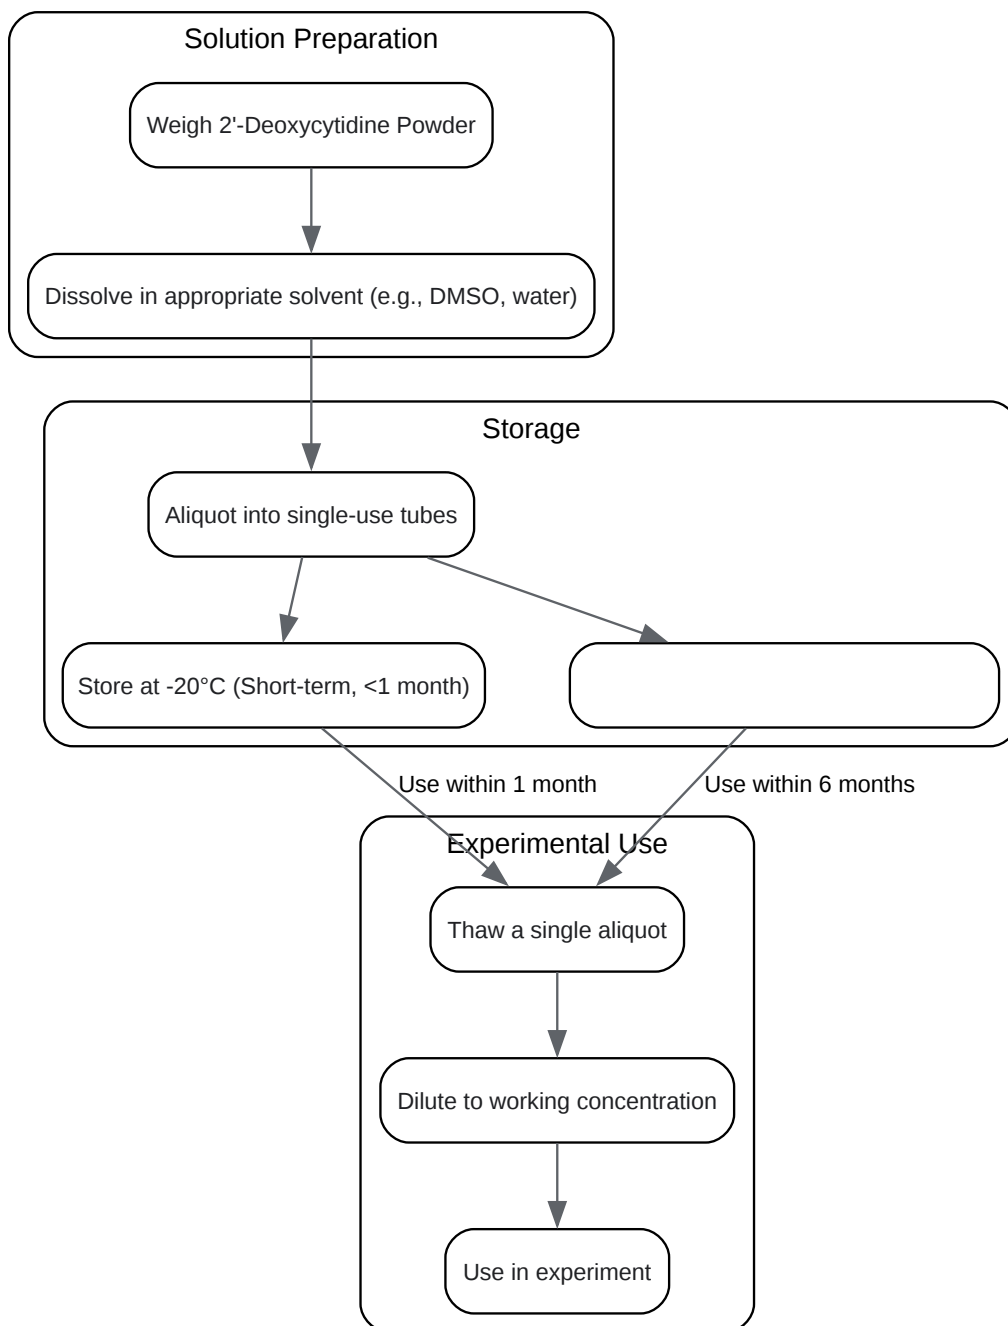 Solution Preparation
Weigh 2'-Deoxycytidine Powder
Dissolve in appropriate solvent (e.g., DMSO, water)
Storage
Aliquot into single-use tubes
Store at -20°C (Short-term, <1 month)
Use within 1 month
Use within 6 months
Experimental Use
Thaw a single aliquot
Dilute to working concentration
Use in experiment